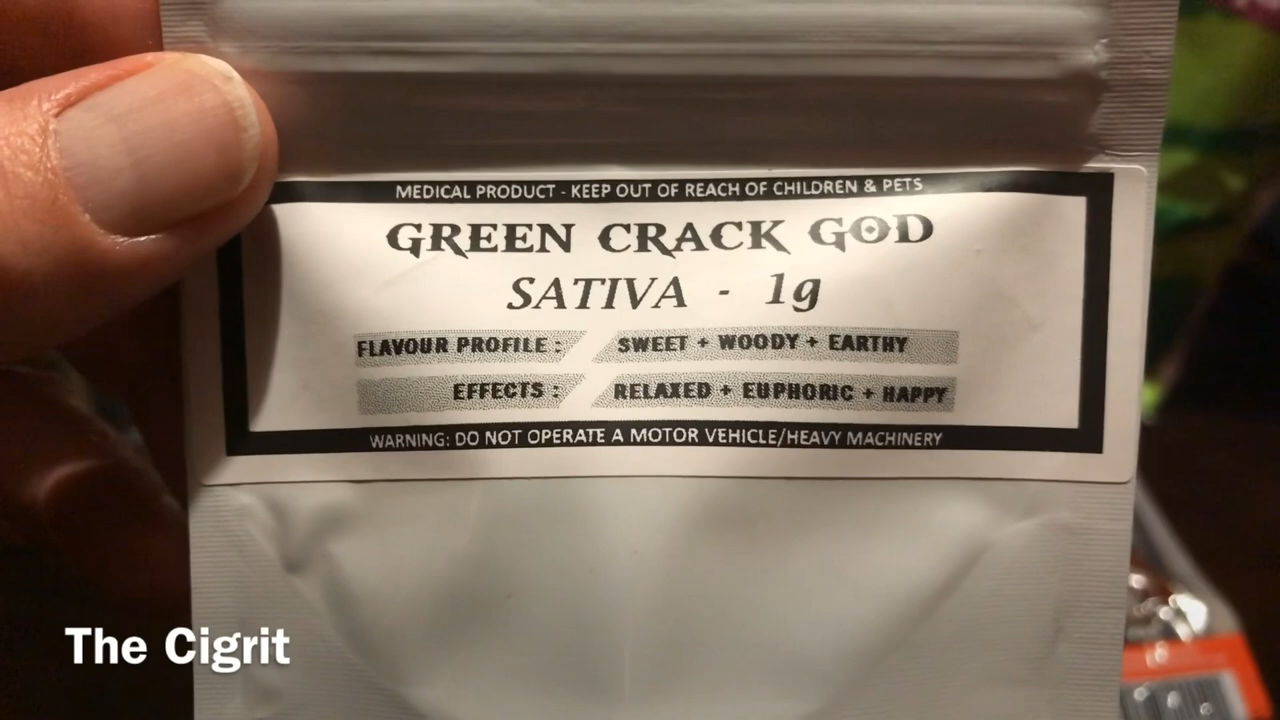 MEDICAL PRODUCT - KEEP OUT OF REACH OF CHILDREN & PETS
GREEN CRACK GOD
SATIVA - 1g
FLAVOUR PROFILE : SWEET + WOODY + EARTHY
EFFECTS : RELAXED + EUPHORIC + HAPPY
WARNING: DO NOT OPERATE A MOTOR VEHICLE/HEAVY MACHINERY
The Cigrit